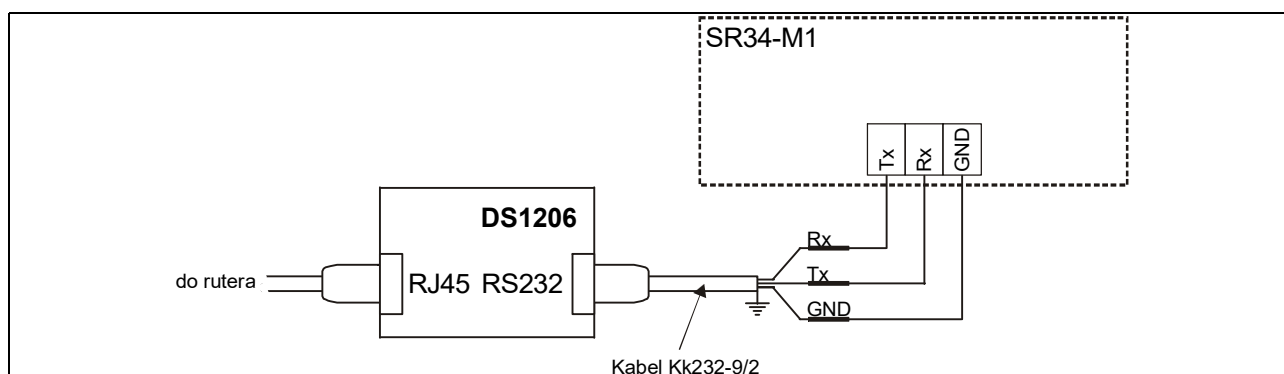 SR34-M1
Tx
Rx
GND
DS1206
RJ45 RS232
do rutera
Rx
Tx
GND
Kabel Kk232-9/2